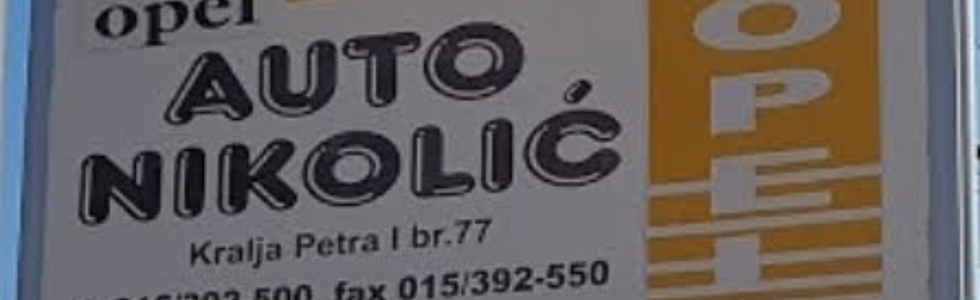 opel
AUTO
NIKOLIĆ
Kralja Petra I br.77
fax 015/392-550
OPEL